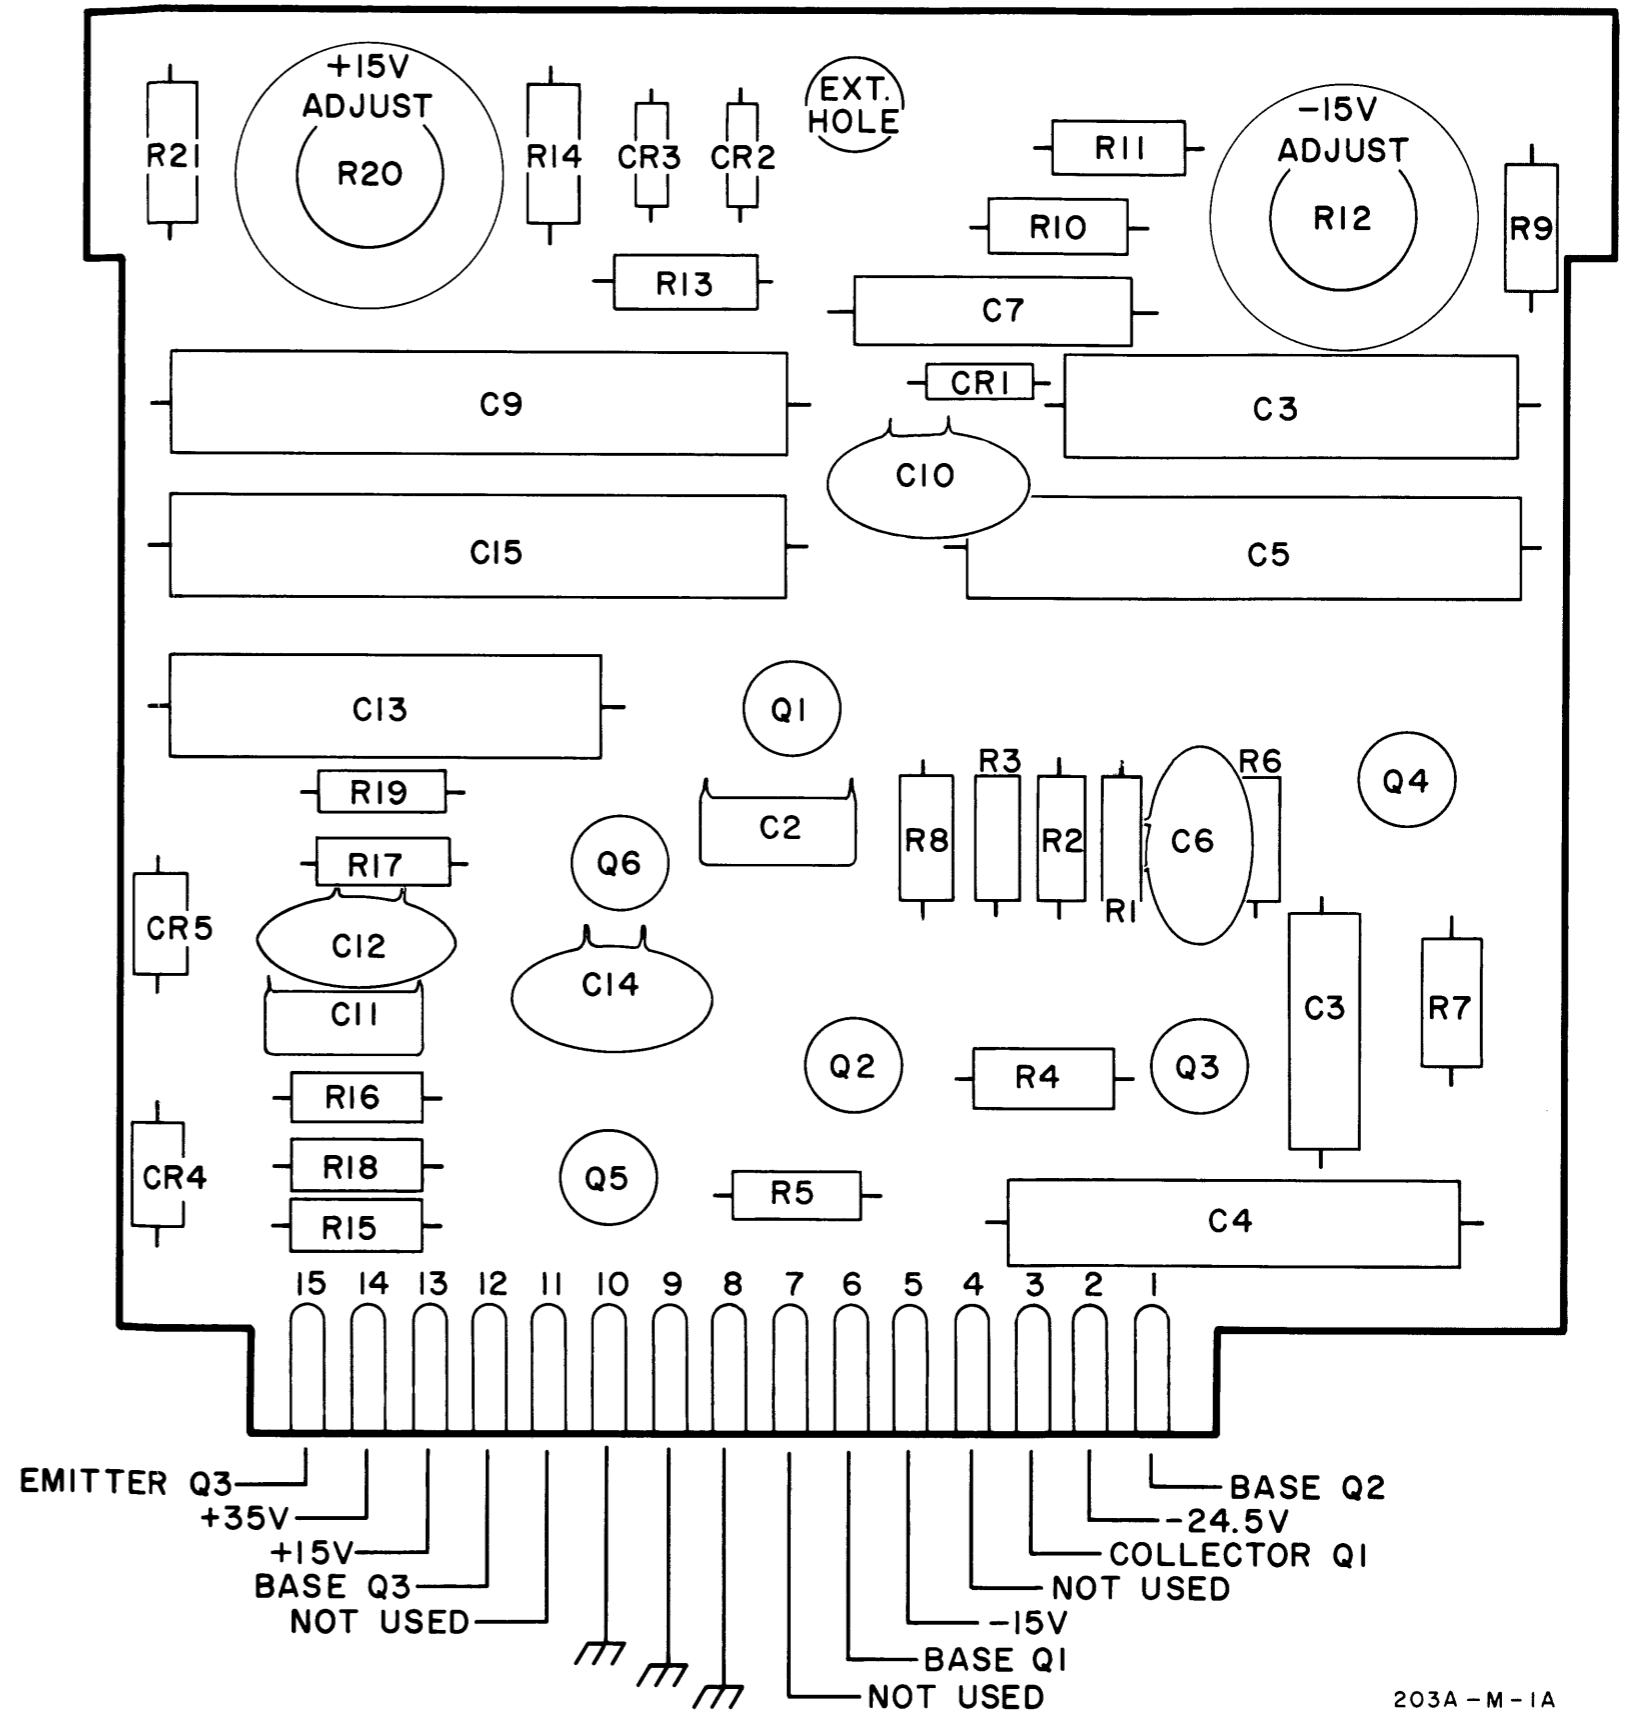 +15V
ADJUST
R20
R21
R14
CR3
CR2
EXT.
HOLE
R11
-15V
ADJUST
R12
R10
R9
R13
C7
C9
CR1
C3
C10
C15
C5
C13
Q1
R3
R6
Q4
R19
C2
R8
R2
C6
R17
Q6
R1
CR5
C12
C14
C11
C3
R7
Q2
R4
Q3
R16
CR4
R18
Q5
R5
R15
C4
15 14 13 12 11 10 9 8 7 6 5 4 3 2 1
EMITTER Q3
BASE Q2
+35V
-24.5V
+15V
COLLECTOR Q1
BASE Q3
NOT USED
NOT USED
-15V
BASE Q1
NOT USED
203A-M-1A